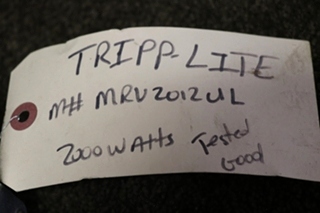 TRIPP-LITE
M# MRV2012UL
2000 WAttS Tested
Good